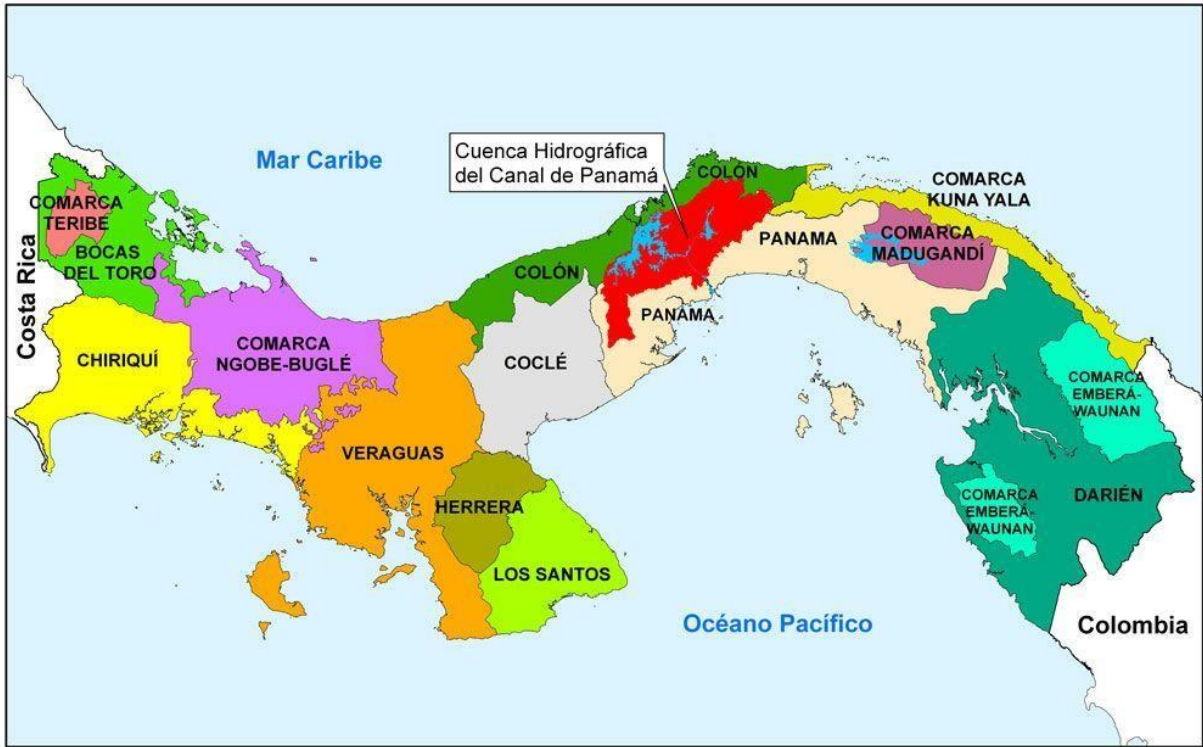 Mar Caribe
Cuenca Hidrográfica
del Canal de Panamá
COLÓN
COMARCA
KUNA YALA
COMARCA
TERIBE
BOCAS
DEL TORO
Costa Rica
PANAMA
COMARCA
MADUGANDÍ
COLÓN
PANAMA
CHIRIQUÍ
COMARCA
NGOBE-BUGLÉ
COCLÉ
COMARCA
EMBERÁ-
WAUNAN
VERAGUAS
HERRERA
COMARCA
EMBERÁ-
WAUNAN
DARIÉN
LOS SANTOS
Océano Pacífico
Colombia